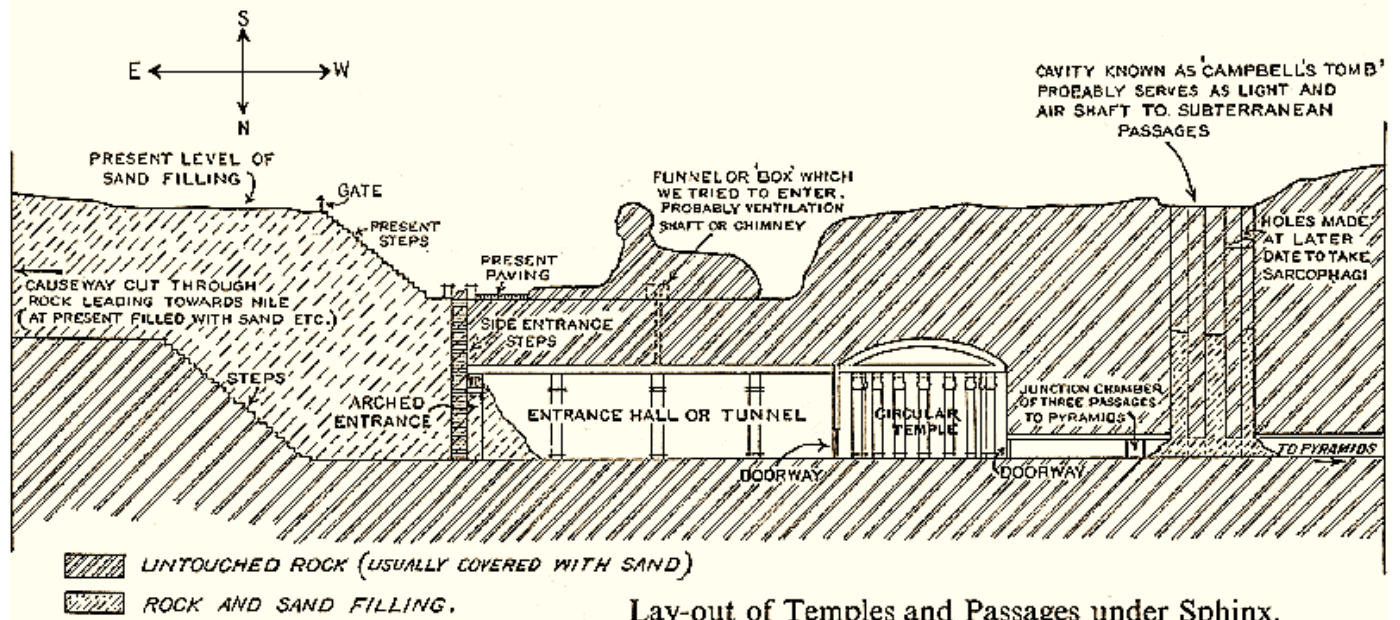 S
E
W
N
PRESENT LEVEL OF
SAND FILLING
GATE
PRESENT
STEPS
CAUSEWAY CUT THROUGH
ROCK LEADING TOWARDS NILE
(AT PRESENT FILLED WITH SAND ETC.)
STEPS
PRESENT
PAVING
FUNNEL OR 'BOX' WHICH
WE TRIED TO ENTER.
PROBABLY VENTILATION
SHAFT OR CHIMNEY
CAVITY KNOWN AS 'CAMPBELL'S TOMB'
PROBABLY SERVES AS LIGHT AND
AIR SHAFT TO SUBTERRANEAN
PASSAGES
HOLES MADE
AT LATER
DATE TO TAKE
SARCOPHAGI
SIDE ENTRANCE
STEPS
ARCHED
ENTRANCE
ENTRANCE HALL OR TUNNEL
CIRCULAR
TEMPLE
JUNCTION CHAMBER
OF THREE PASSAGES
TO PYRAMIDS
DOORWAY
DOORWAY
TO PYRAMIDS
UNTOUCHED ROCK (USUALLY COVERED WITH SAND)
ROCK AND SAND FILLING.
Lay-out of Temples and Passages under Sphinx.